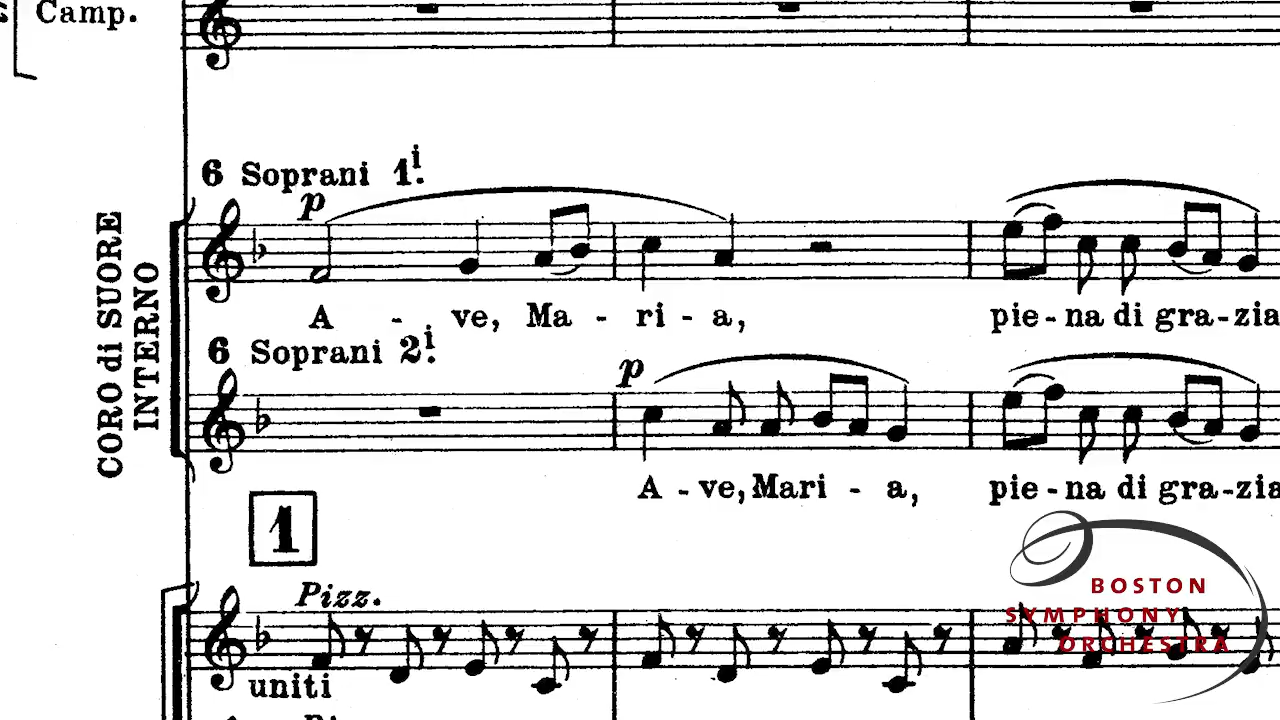 Camp.
6 Soprani 1.i
p
CORO di SUORE
INTERNO
A - ve, Ma - ri - a,
pie - na di gra - zia
6 Soprani 2.i
p
A - ve, Mari - a,
pie - na di gra - zia
1
Pizz.
uniti
BOSTON
SYMPHONY
ORCHESTRA